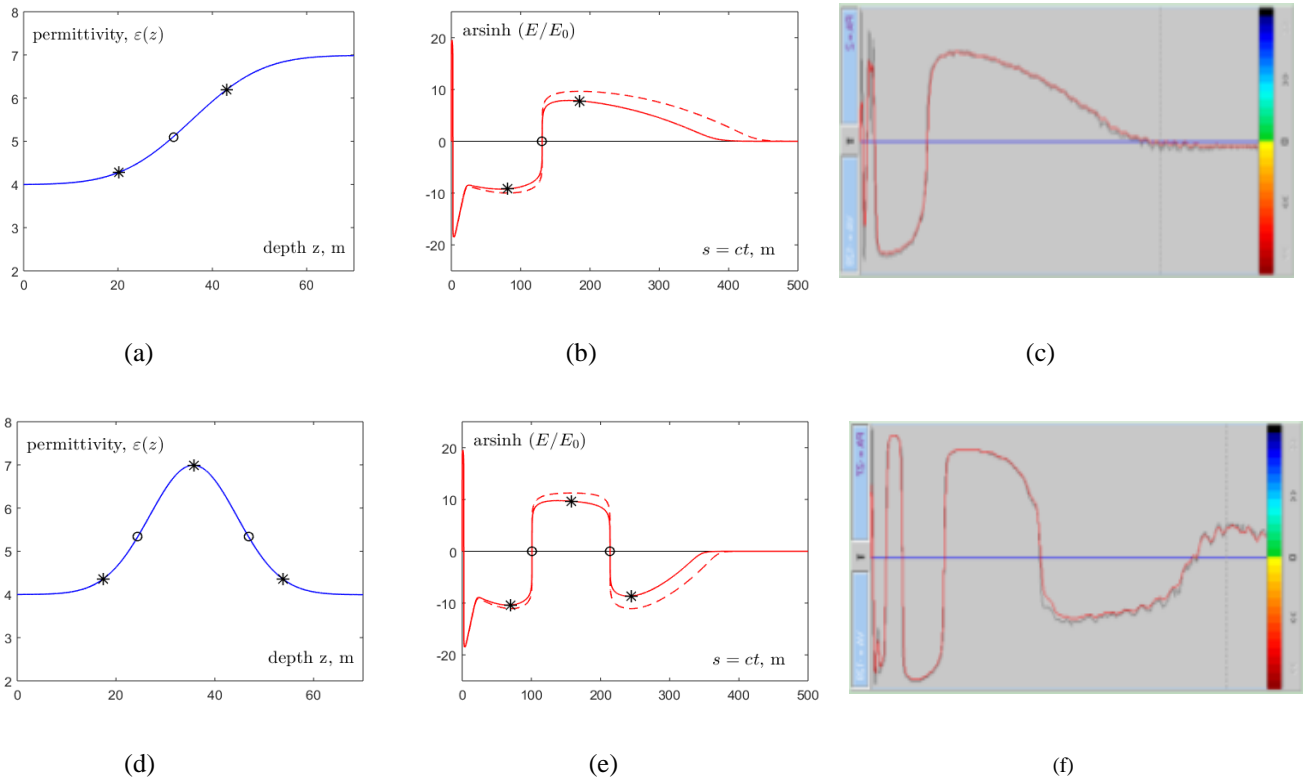 8
7
6
5
4
3
2
permittivity, ε(z)
depth z, m
0 20 40 60
20
10
0
-10
-20
arsinh (E/E₀)
s = ct, m
0 100 200 300 400 500
(a)
(b)
(c)
8
7
6
5
4
3
2
permittivity, ε(z)
depth z, m
0 20 40 60
20
10
0
-10
-20
arsinh (E/E₀)
s = ct, m
0 100 200 300 400 500
(d)
(e)
(f)